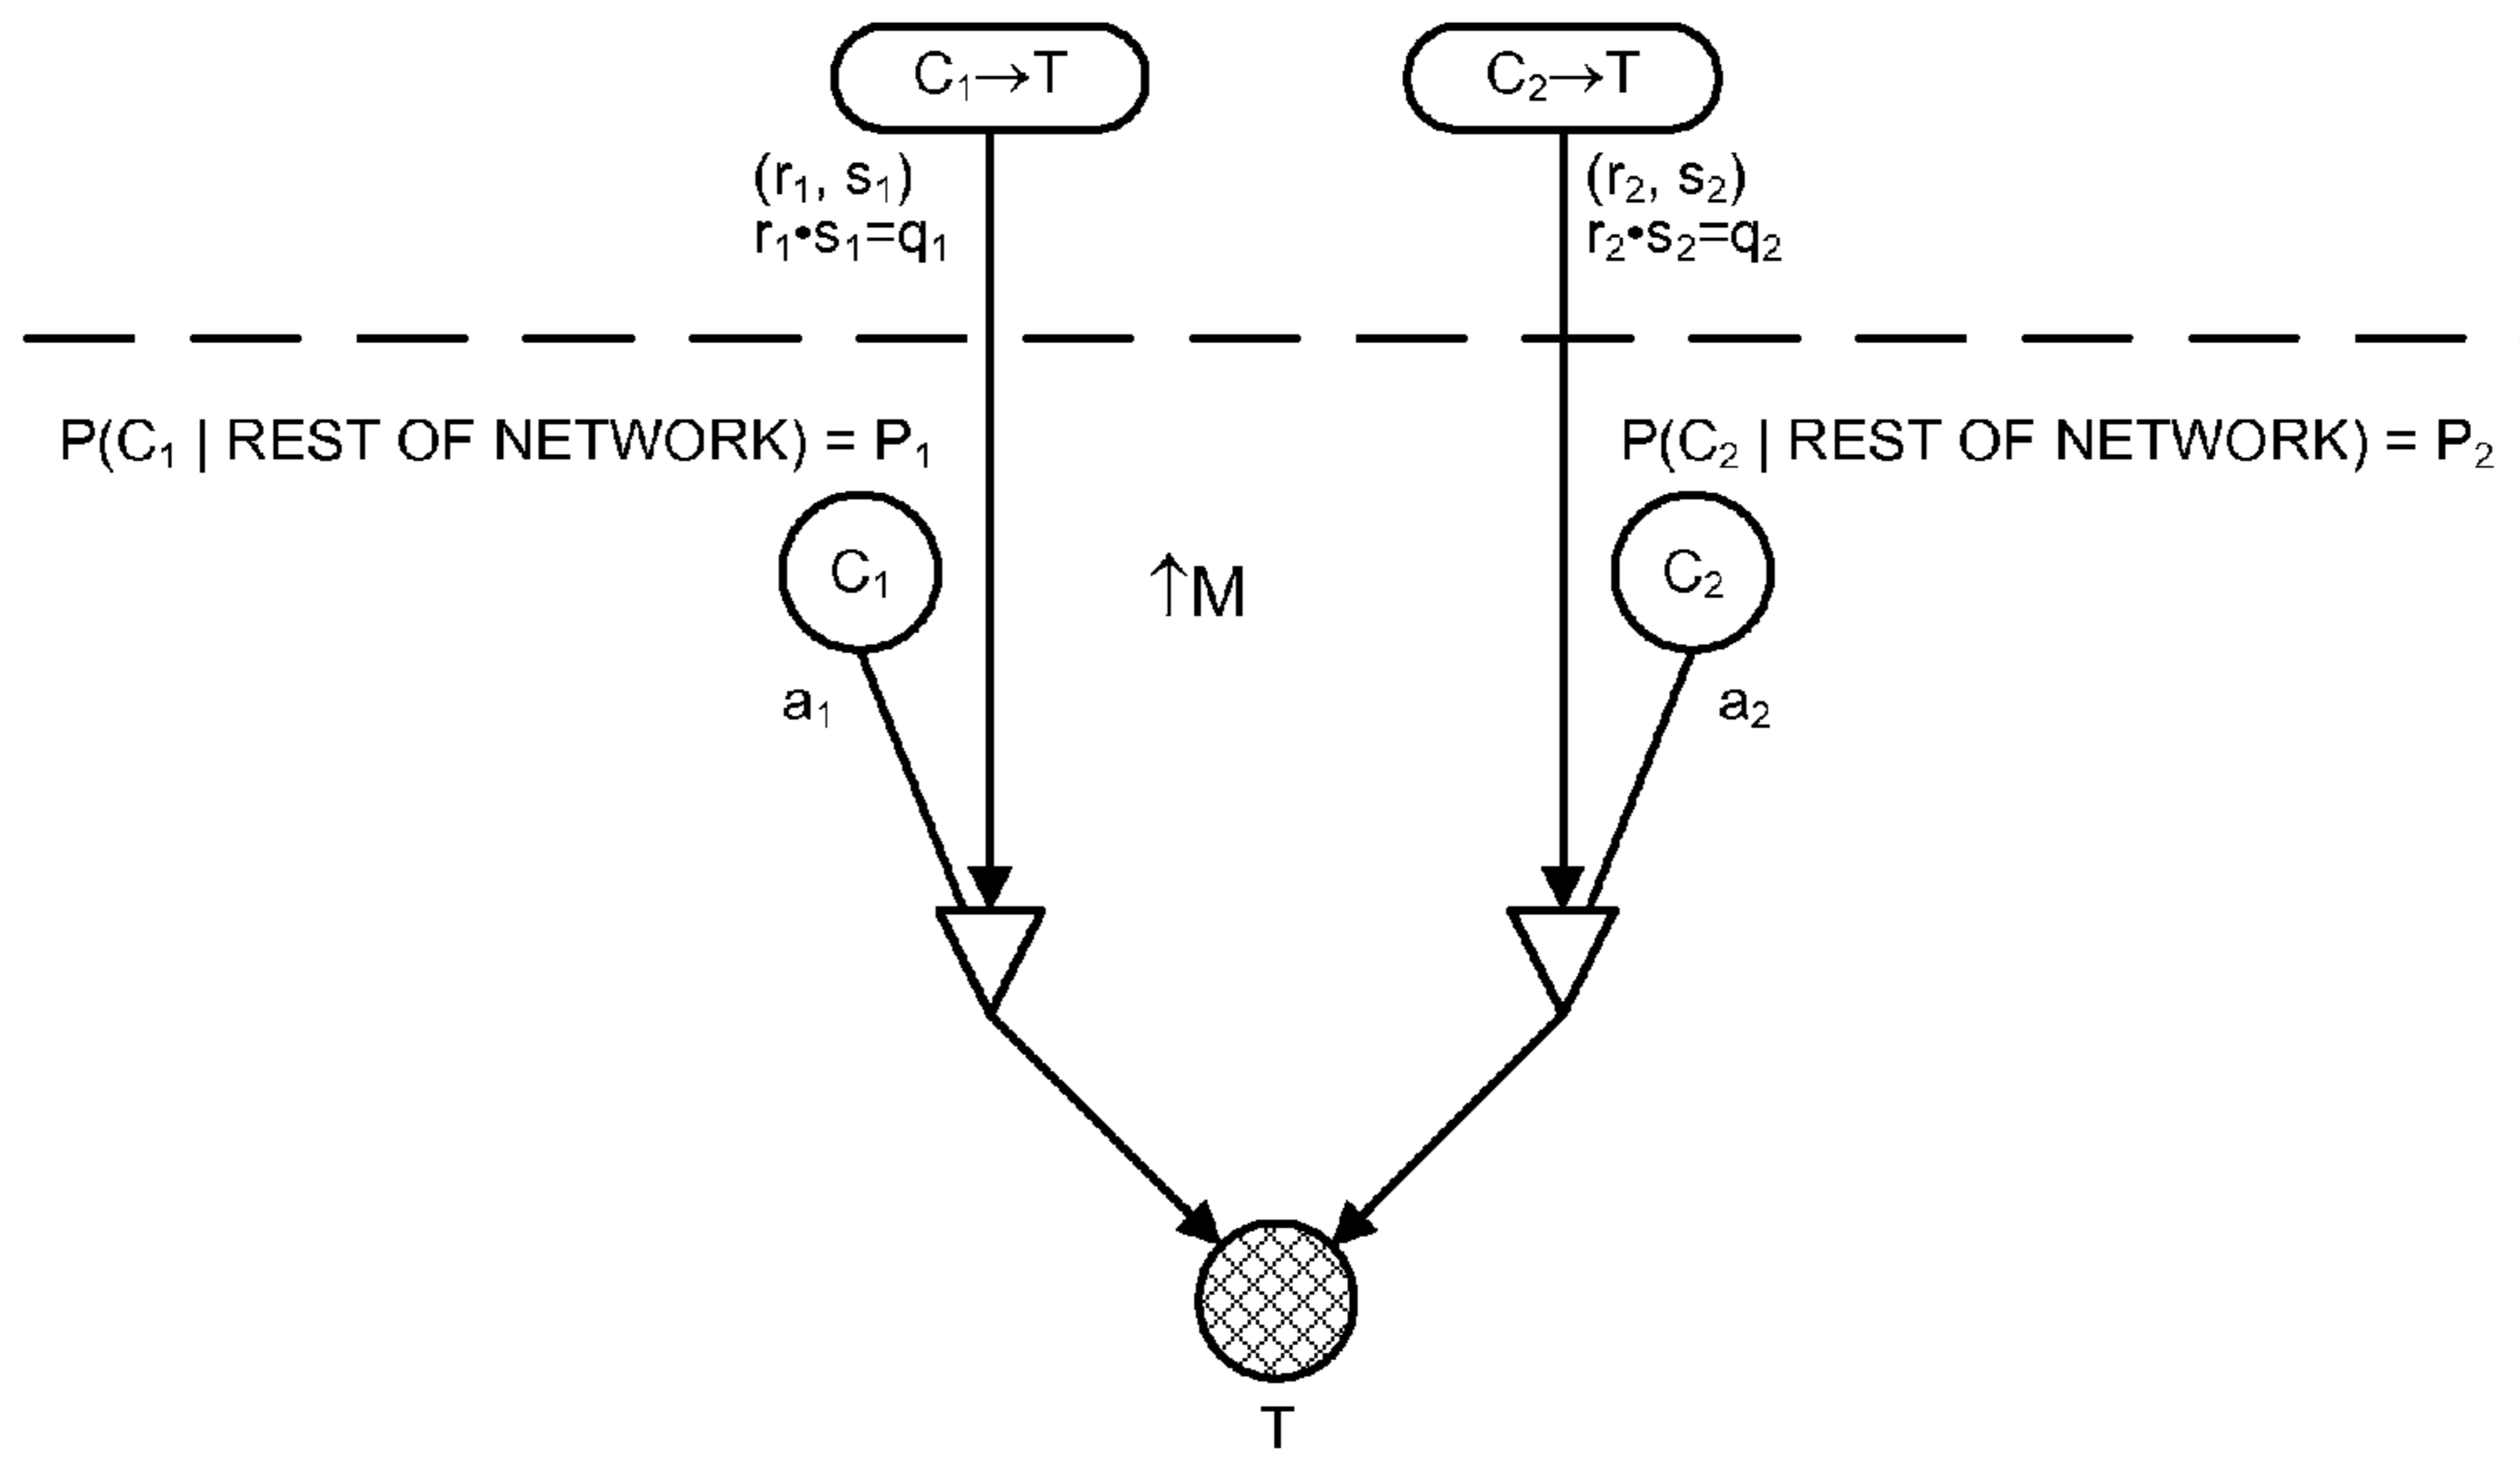 C₁→T
C₂→T
(r₁, s₁)
r₁•s₁=q₁
(r₂, s₂)
r₂•s₂=q₂
P(C₁ | REST OF NETWORK) = P₁
P(C₂ | REST OF NETWORK) = P₂
C₁
↑M
C₂
a₁
a₂
T